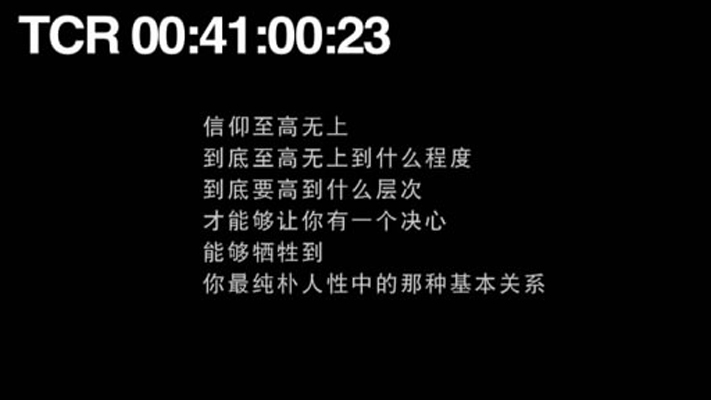 TCR 00:41:00:23
信仰至高无上
到底至高无上到什么程度
到底要高到什么层次
才能够让你有一个决心
能够牺牲到
你最纯朴人性中的那种基本关系